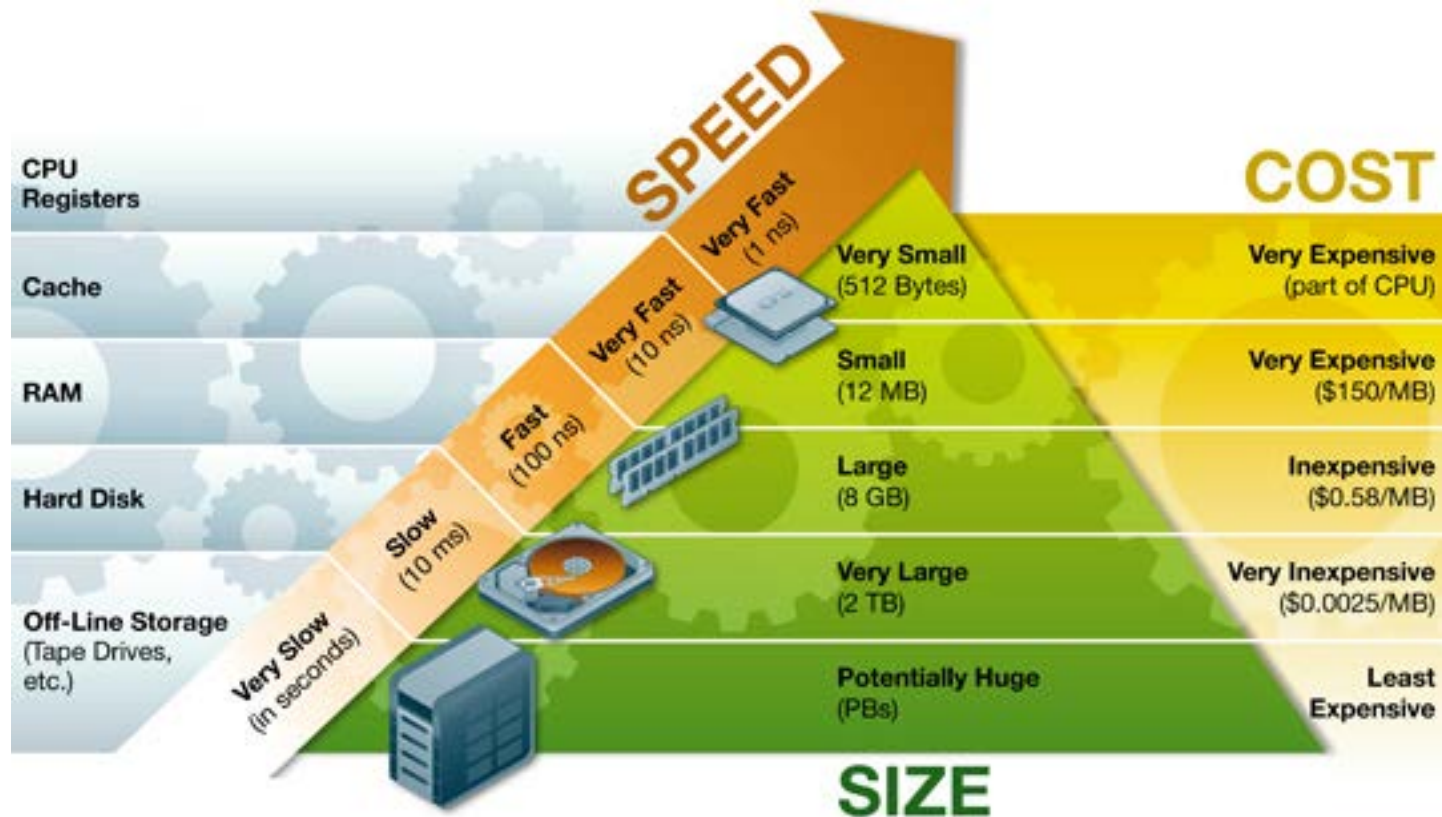 SPEED
COST
CPU
Registers
Very Fast
(1 ns)
Very Small
(512 Bytes)
Very Expensive
(part of CPU)
Cache
Very Fast
(10 ns)
Small
(12 MB)
Very Expensive
($150/MB)
RAM
Fast
(100 ns)
Large
(8 GB)
Inexpensive
($0.58/MB)
Hard Disk
Slow
(10 ms)
Very Large
(2 TB)
Very Inexpensive
($0.0025/MB)
Off-Line Storage
(Tape Drives,
etc.)
Very Slow
(in seconds)
Potentially Huge
(PBs)
Least
Expensive
SIZE